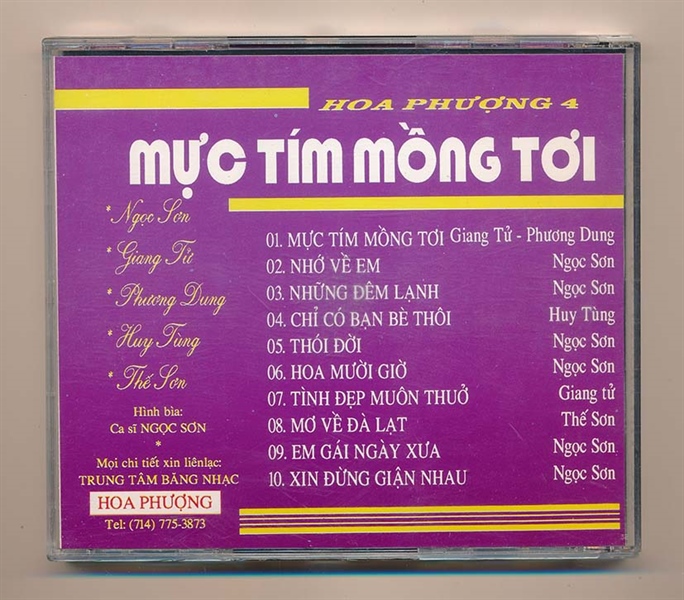 HOA PHƯỢNG 4
MỰC TÍM MỒNG TƠI
* Ngọc Sơn
* Giang Tử
* Phương Dung
* Huy Tùng
* Thế Sơn
Hình bìa:
Ca sĩ NGỌC SƠN
*
Mọi chi tiết xin liênlạc:
TRUNG TÂM BĂNG NHẠC
HOA PHƯỢNG
Tel: (714) 775-3873
01. MỰC TÍM MỒNG TƠI Giang Tử - Phương Dung
02. NHỚ VỀ EM Ngọc Sơn
03. NHỮNG ĐÊM LẠNH Ngọc Sơn
04. CHỈ CÓ BẠN BÈ THÔI Huy Tùng
05. THÓI ĐỜI Ngọc Sơn
06. HOA MƯỜI GIỜ Ngọc Sơn
07. TÌNH ĐẸP MUÔN THUỞ Giang tử
08. MƠ VỀ ĐÀ LẠT Thế Sơn
09. EM GÁI NGÀY XƯA Ngọc Sơn
10. XIN ĐỪNG GIẬN NHAU Ngọc Sơn